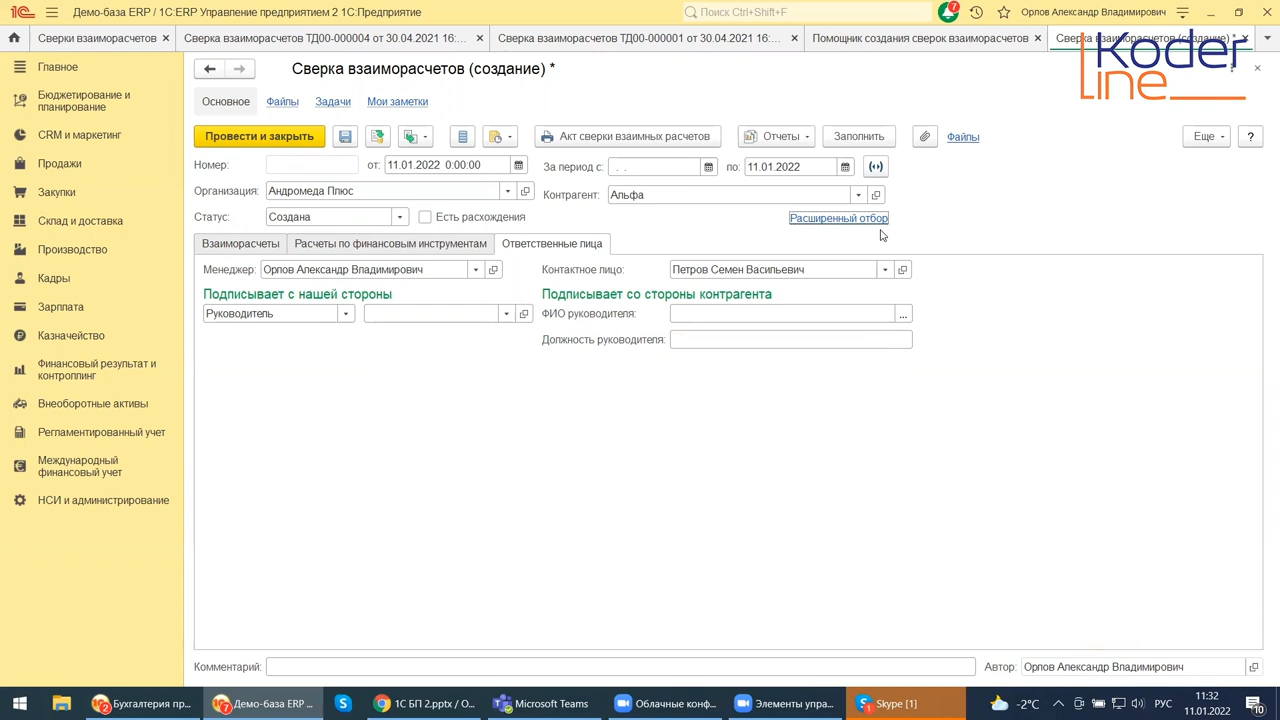 Демо-база ERP / 1С:ERP Управление предприятием 2 1С:Предприятие
Поиск Ctrl+Shift+F
7
Орлов Александр Владимирович
Сверки взаиморасчетов
Сверка взаиморасчетов ТД00-000004 от 30.04.2021 16:...
Сверка взаиморасчетов ТД00-000001 от 30.04.2021 16:...
Помощник создания сверок взаиморасчетов
Сверка взаиморасчетов (создание) *
Koder
line
Главное
Бюджетирование и
планирование
CRM и маркетинг
Продажи
Закупки
Склад и доставка
Производство
Кадры
Зарплата
Казначейство
Финансовый результат и
контроллинг
Внеоборотные активы
Регламентированный учет
Международный
финансовый учет
НСИ и администрирование
Сверка взаиморасчетов (создание) *
Основное
Файлы
Задачи
Мои заметки
Провести и закрыть
Акт сверки взаимных расчетов
Отчеты
Заполнить
Файлы
Еще
?
Номер:
от: 11.01.2022 0:00:00
За период с: . .
по: 11.01.2022
Организация: Андромеда Плюс
Контрагент: Альфа
Статус: Создана
Есть расхождения
Расширенный отбор
Взаиморасчеты
Расчеты по финансовым инструментам
Ответственные лица
Менеджер: Орлов Александр Владимирович
Контактное лицо: Петров Семен Васильевич
Подписывает с нашей стороны
Подписывает со стороны контрагента
Руководитель
ФИО руководителя:
...
Должность руководителя:
Комментарий:
Автор: Орлов Александр Владимирович
Бухгалтерия пр...
Демо-база ERP ...
1С БП 2.pptx / О...
Microsoft Teams
Облачные конф...
Элементы упра...
Skype [1]
-2°C
РУС
11:32
11.01.2022
10